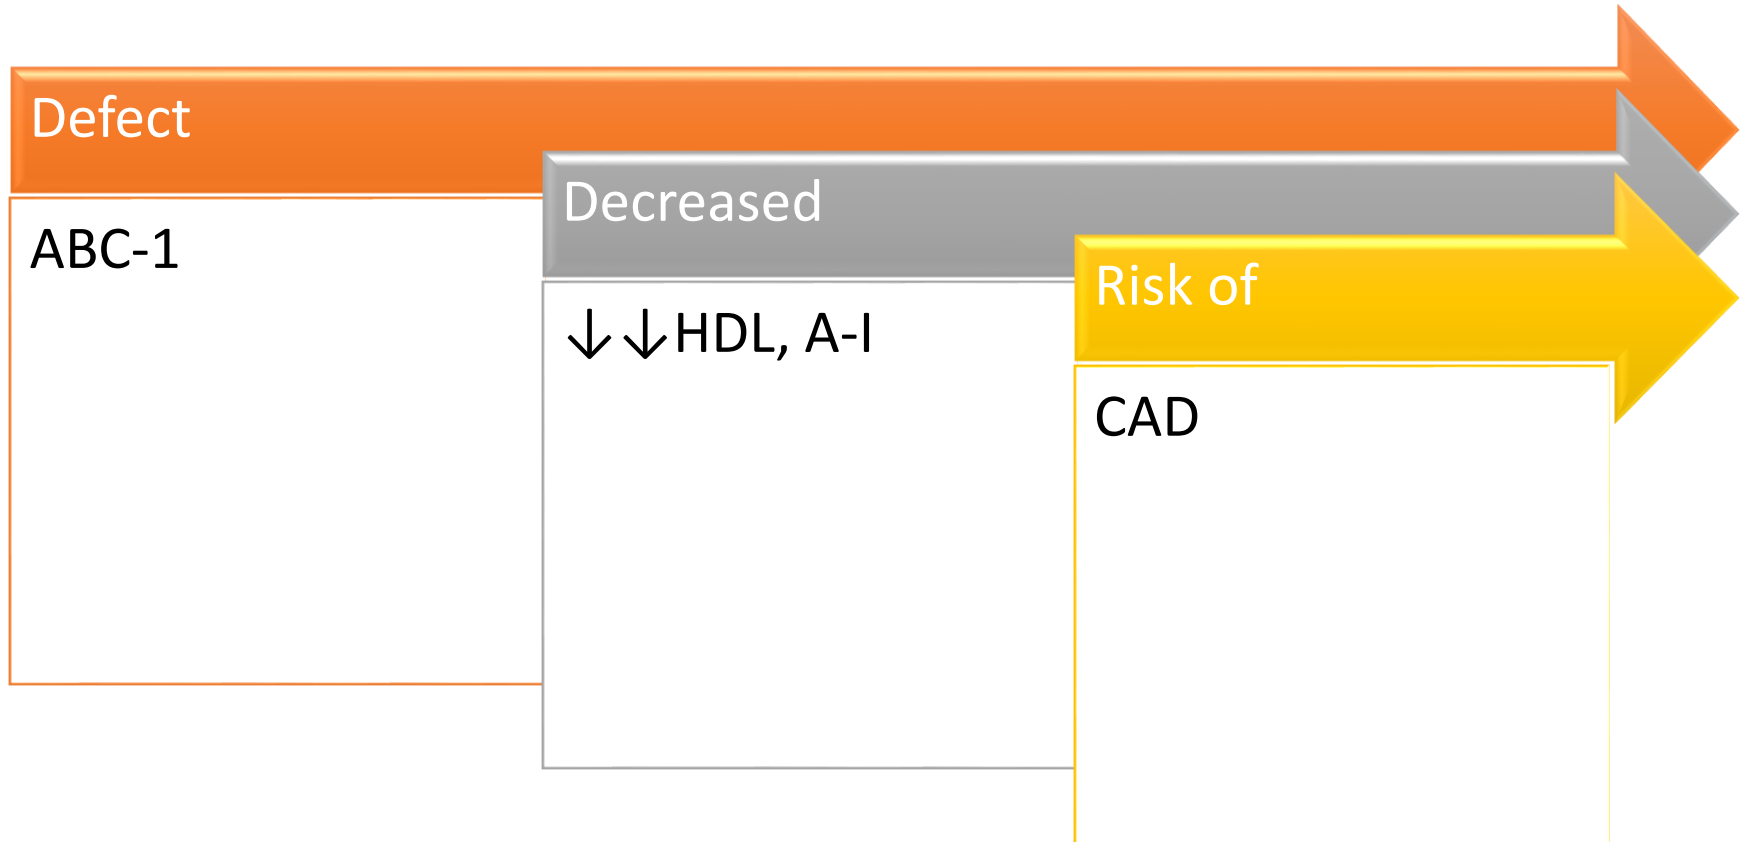 Defect
ABC-1
Decreased
↓↓HDL, A-I
Risk of
CAD